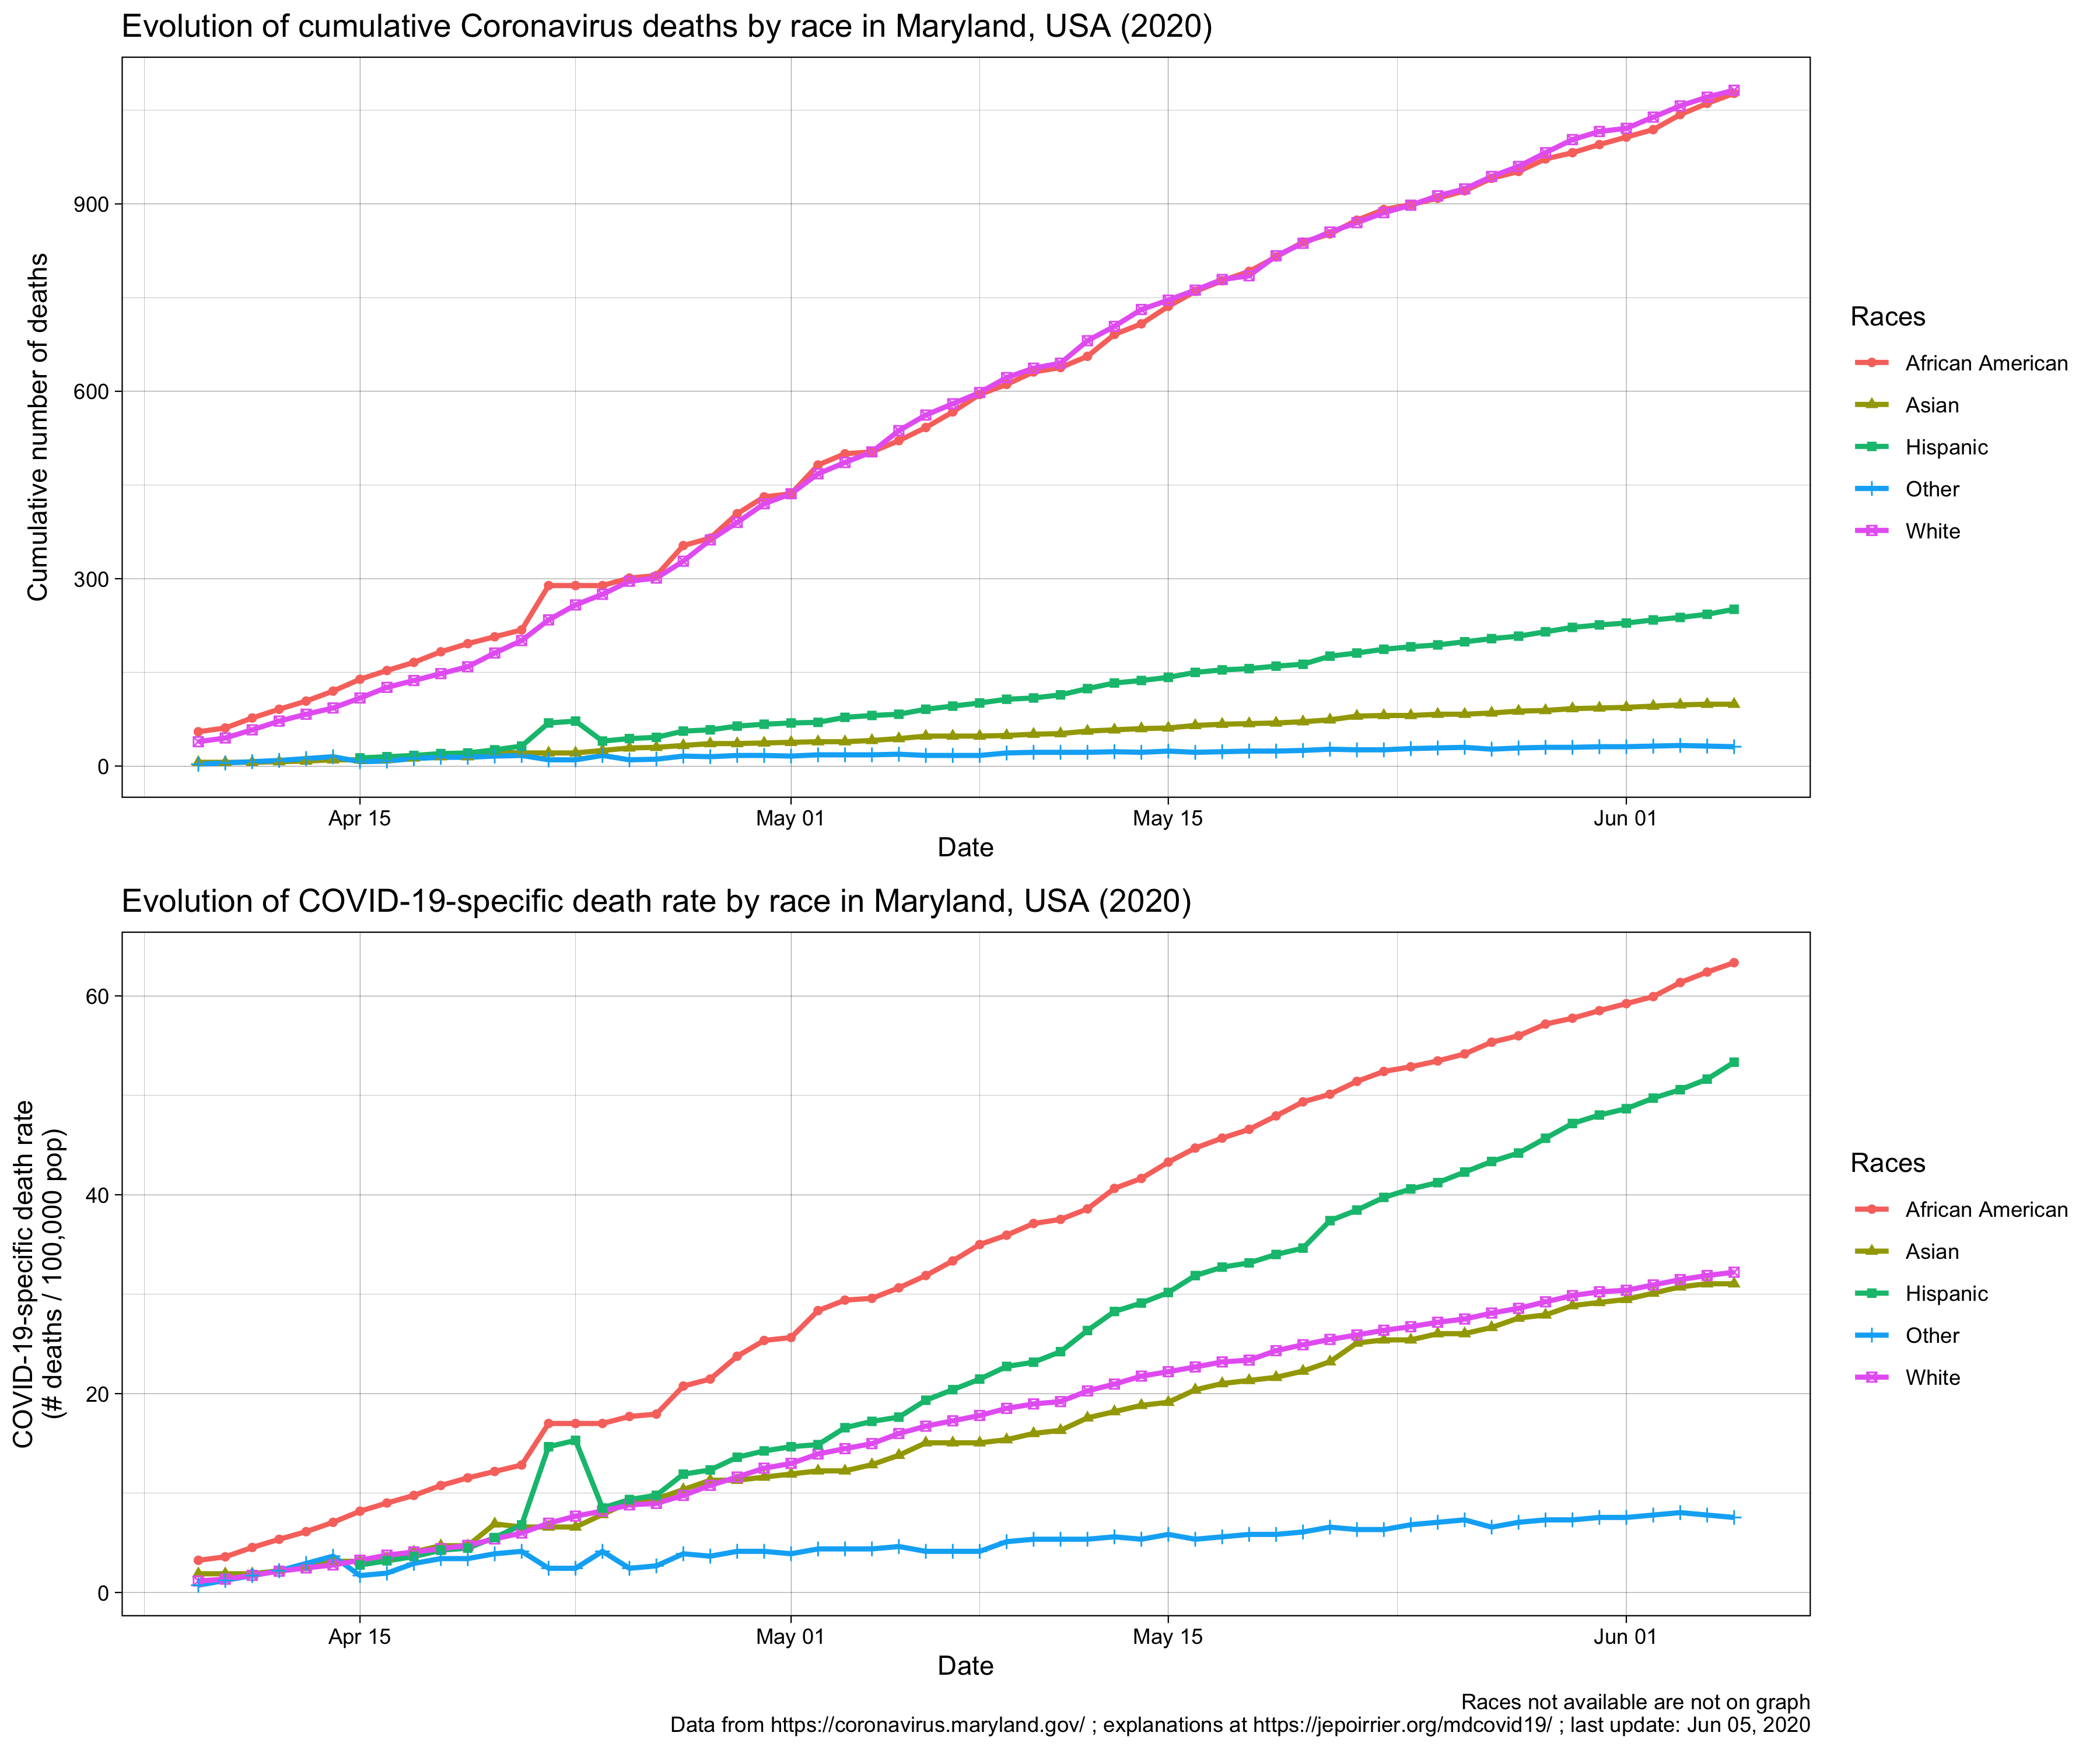 Evolution of cumulative Coronavirus deaths by race in Maryland, USA (2020)
Cumulative number of deaths
900
600
300
0
Apr 15
May 01
May 15
Jun 01
Date
Races
African American
Asian
Hispanic
Other
White
Evolution of COVID-19-specific death rate by race in Maryland, USA (2020)
COVID-19-specific death rate
(# deaths / 100,000 pop)
60
40
20
0
Apr 15
May 01
May 15
Jun 01
Date
Races
African American
Asian
Hispanic
Other
White
Races not available are not on graph
Data from https://coronavirus.maryland.gov/ ; explanations at https://jepoirrier.org/mdcovid19/ ; last update: Jun 05, 2020